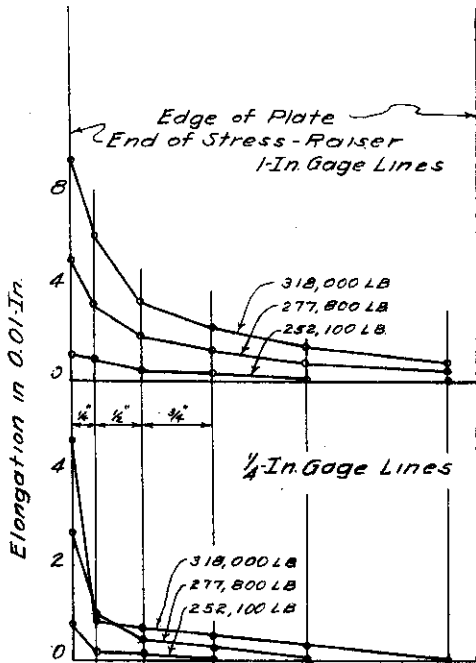 Edge of Plate
End of Stress-Raiser
1-In. Gage Lines
8
4
0
318,000 LB
277,800 LB
252,100 LB.
1/4" 1/2" 3/4"
1/4-In. Gage Lines
4
2
0
318,000 LB
277,800 LB
252,100 LB
Elongation in 0.01-In.